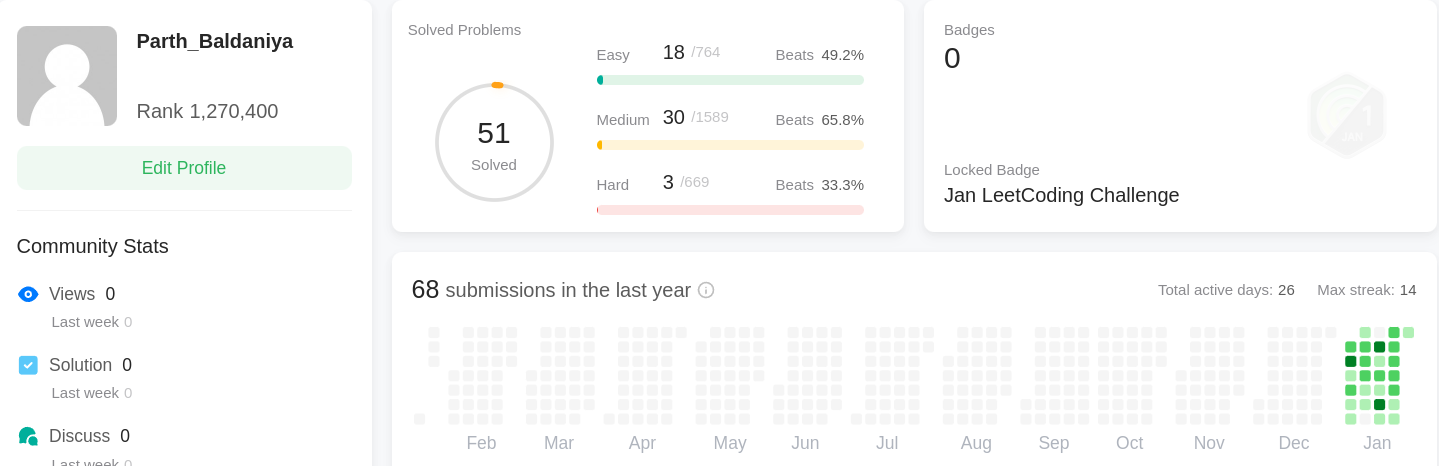 Parth_Baldaniya
Rank 1,270,400
Edit Profile
Community Stats
Views 0
Last week 0
Solution 0
Last week 0
Discuss 0
Last week 0
Solved Problems
51
Solved
Easy 18 /764 Beats 49.2%
Medium 30 /1589 Beats 65.8%
Hard 3 /669 Beats 33.3%
Badges
0
1
JAN
Locked Badge
Jan LeetCoding Challenge
68 submissions in the last year
Total active days: 26 Max streak: 14
Feb Mar Apr May Jun Jul Aug Sep Oct Nov Dec Jan